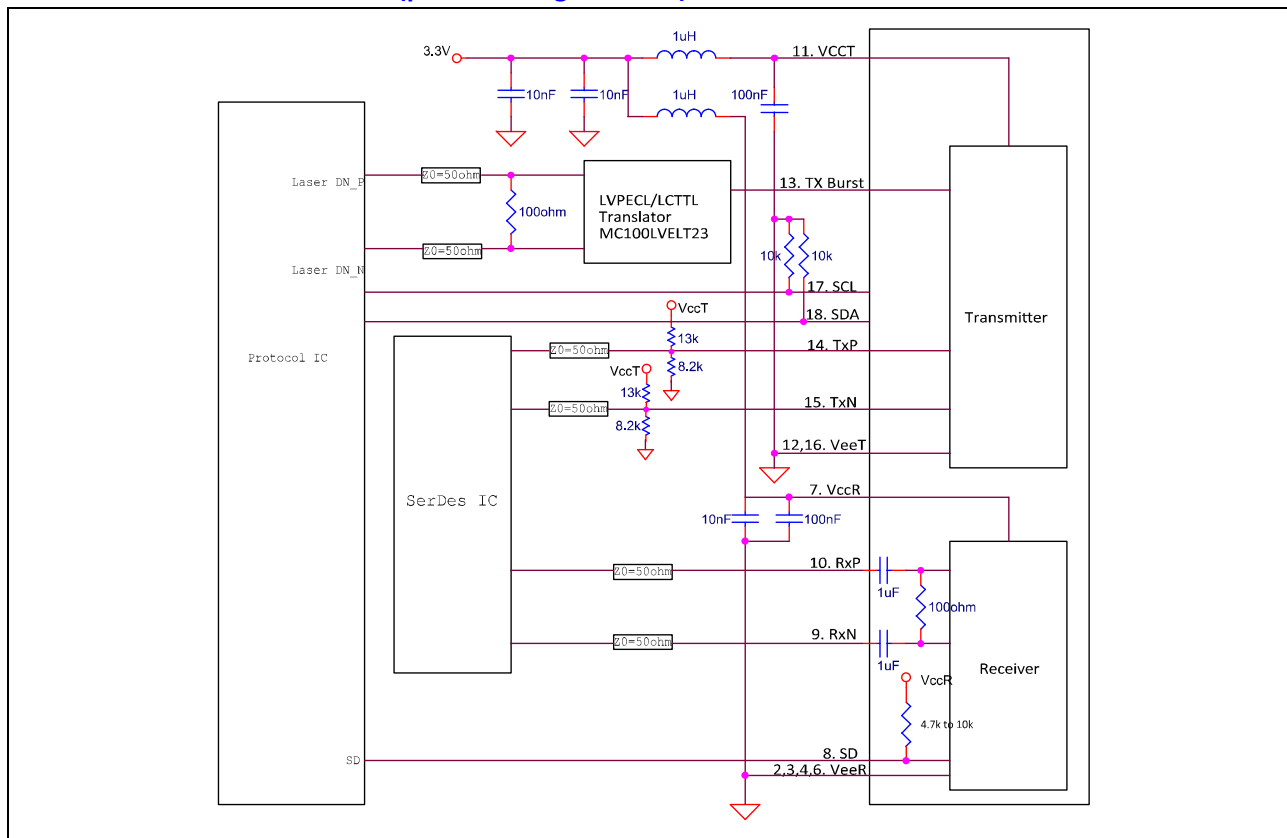 1uH
3.3V
11. VCCT
10nF
10nF
1uH
100nF
Laser DN_P
Z0=50ohm
LVPECL/LCTTL
Translator
MC100LVELT23
13. TX Burst
100ohm
Z0=50ohm
Laser DN_N
10k
10k
17. SCL
18. SDA
Transmitter
Protocol IC
VccT
13k
Z0=50ohm
14. TxP
8.2k
VccT
13k
Z0=50ohm
15. TxN
8.2k
12,16. VeeT
SerDes IC
7. VccR
10nF
100nF
10. RxP
Z0=50ohm
1uF
100ohm
9. RxN
Z0=50ohm
1uF
Receiver
VccR
4.7k to 10k
SD
8. SD
2,3,4,6. VeeR